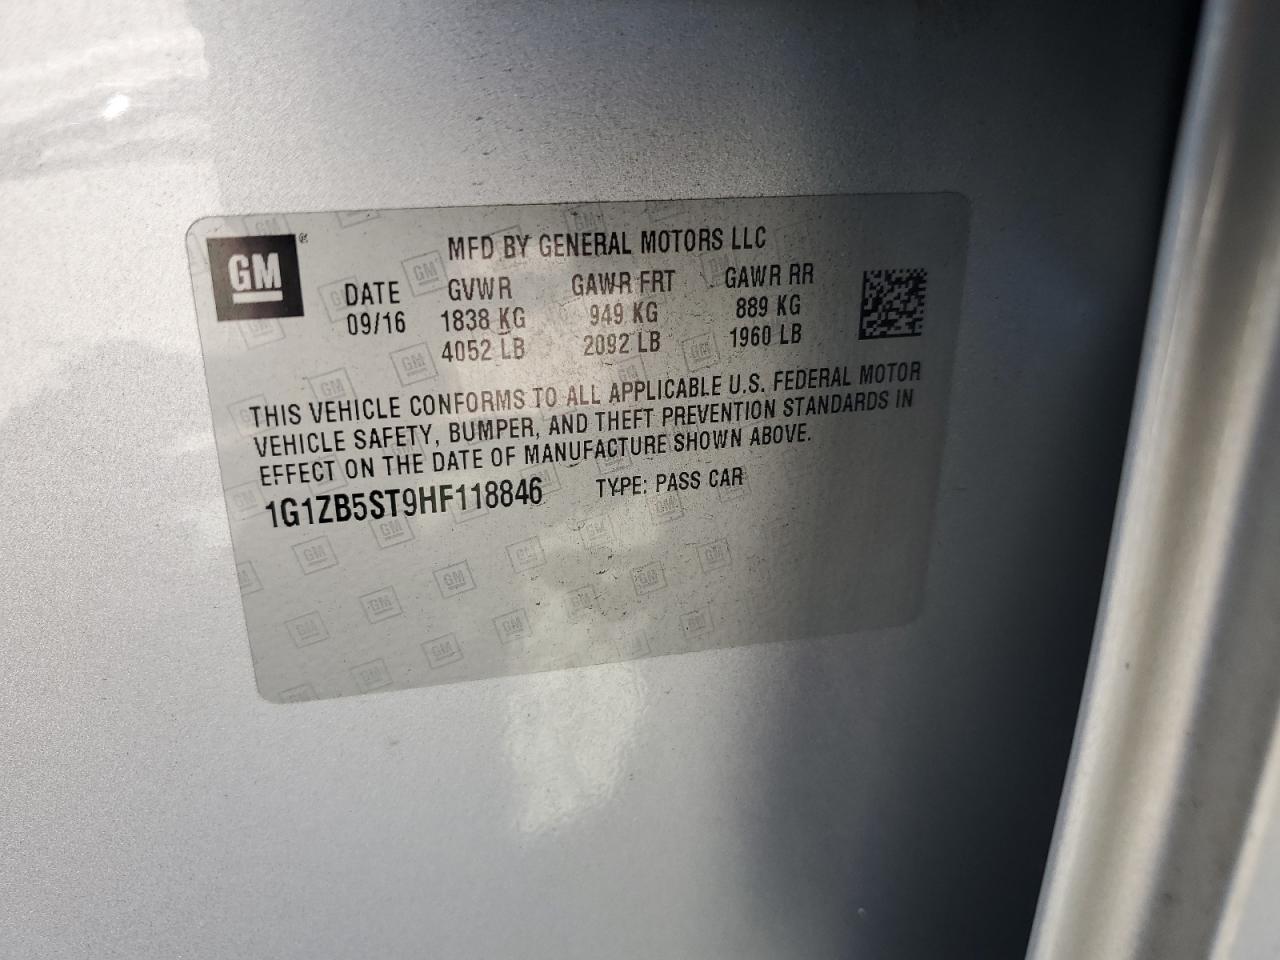 GM ®
MFD BY GENERAL MOTORS LLC
DATE GVWR GAWR FRT GAWR RR
09/16 1838 KG 949 KG 889 KG
4052 LB 2092 LB 1960 LB
THIS VEHICLE CONFORMS TO ALL APPLICABLE U.S. FEDERAL MOTOR
VEHICLE SAFETY, BUMPER, AND THEFT PREVENTION STANDARDS IN
EFFECT ON THE DATE OF MANUFACTURE SHOWN ABOVE.
1G1ZB5ST9HF118846 TYPE: PASS CAR